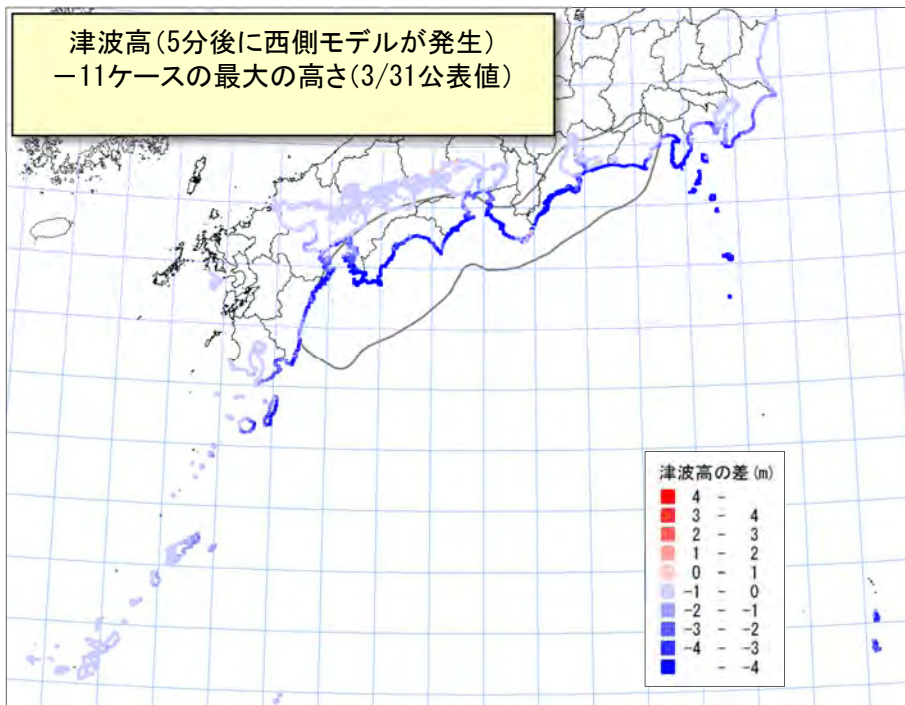 津波高(5分後に西側モデルが発生)
－11ケースの最大の高さ(3/31公表値)
津波高の差(m)
4 -
3 - 4
2 - 3
1 - 2
0 - 1
-1 - 0
-2 - -1
-3 - -2
-4 - -3
- -4